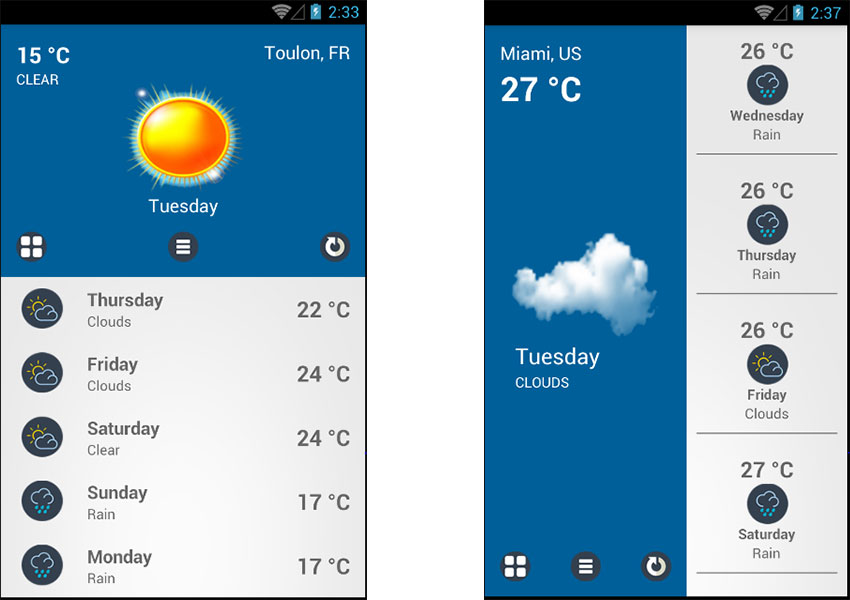 2:33
15 °C
Toulon, FR
CLEAR
Tuesday
Thursday
Clouds
22 °C
Friday
Clouds
24 °C
Saturday
Clear
24 °C
Sunday
Rain
17 °C
Monday
Rain
17 °C
2:37
Miami, US
27 °C
Tuesday
CLOUDS
26 °C
Wednesday
Rain
26 °C
Thursday
Rain
26 °C
Friday
Clouds
27 °C
Saturday
Rain